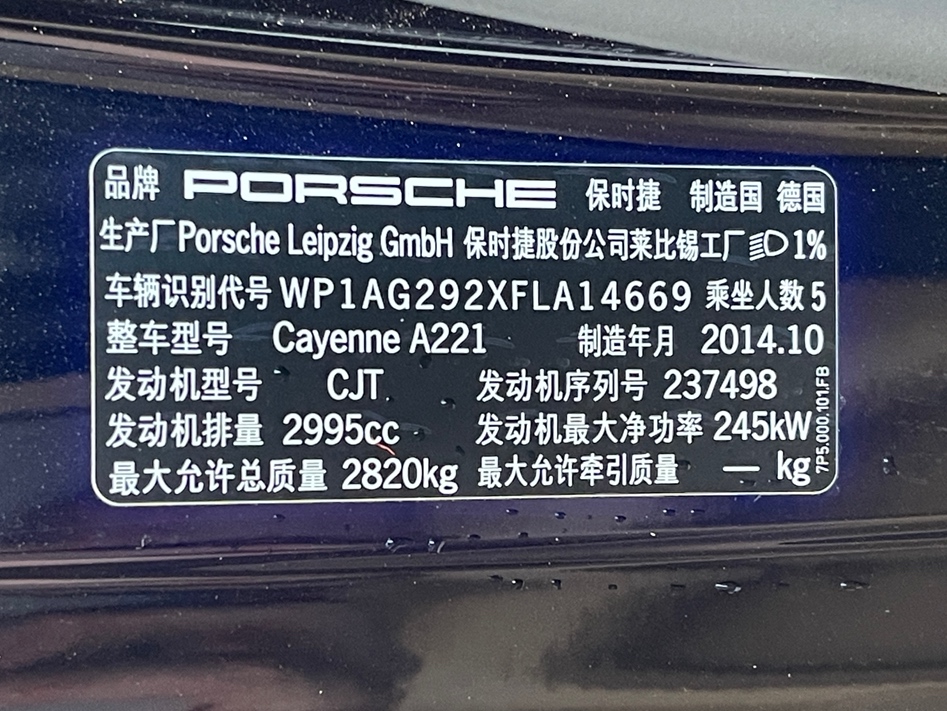 品牌 PORSCHE 保时捷 制造国 德国
生产厂 Porsche Leipzig GmbH 保时捷股份公司莱比锡工厂 1%
车辆识别代号 WP1AG292XFLA14669 乘坐人数 5
整车型号 Cayenne A221 制造年月 2014.10
发动机型号 CJT 发动机序列号 237498
发动机排量 2995cc 发动机最大净功率 245kW
最大允许总质量 2820kg 最大允许牵引质量 — kg
7P5.000.101.FB